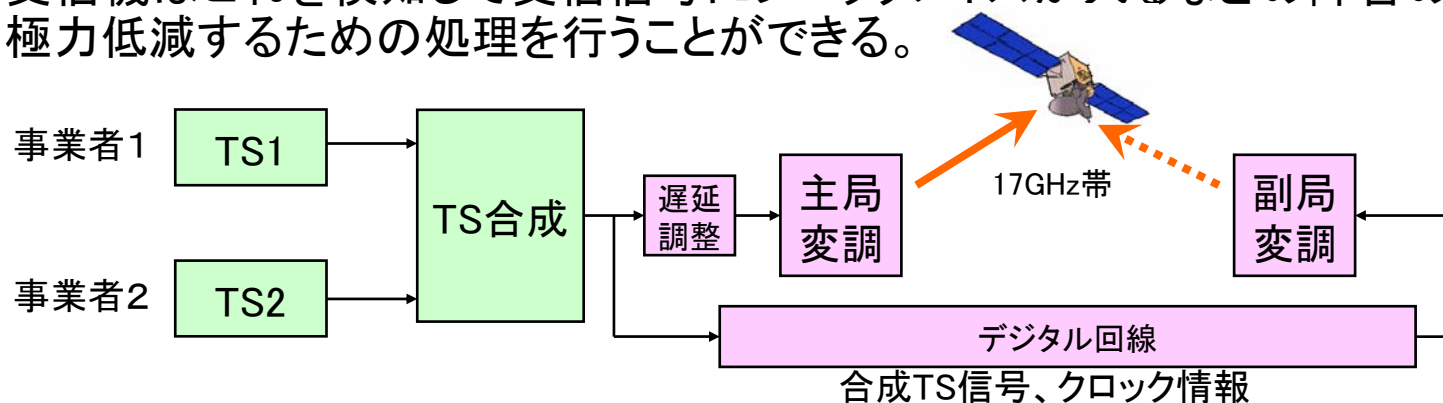 極力低減するための処理を行うことができる。
事業者1 TS1
TS合成
遅延
調整
主局
変調
17GHz帯
副局
変調
事業者2 TS2
デジタル回線
合成TS信号、クロック情報